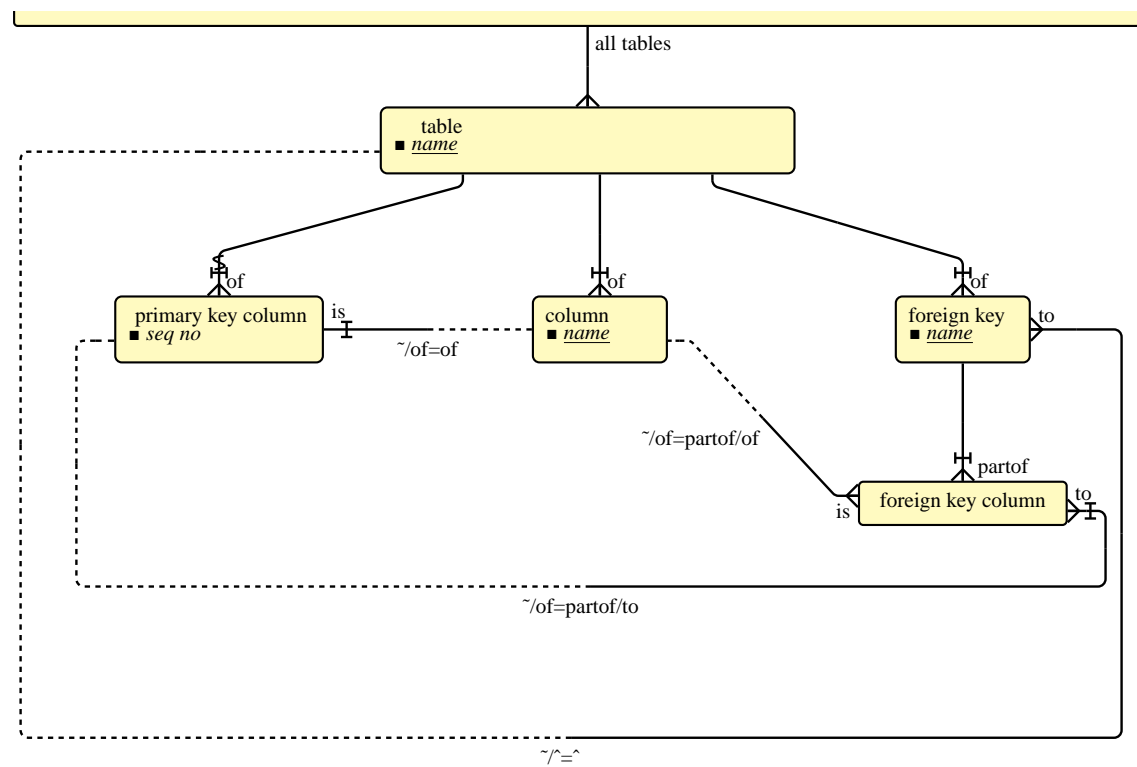 all tables
table
name
of
of
of
primary key column
seq no
is
column
name
foreign key
name
to
˜/of=of
˜/of=partof/of
partof
foreign key column
to
is
˜/of=partof/to
˜/ˆ=ˆ